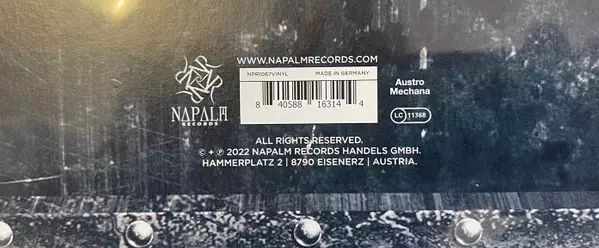 WWW.NAPALMRECORDS.COM
NPR1067VINYL MADE IN GERMANY
8 40588 16314 4
NAPALM
RECORDS
Austro
Mechana
LC 11368
ALL RIGHTS RESERVED.
© + ℗ 2022 NAPALM RECORDS HANDELS GMBH.
HAMMERPLATZ 2 | 8790 EISENERZ | AUSTRIA.